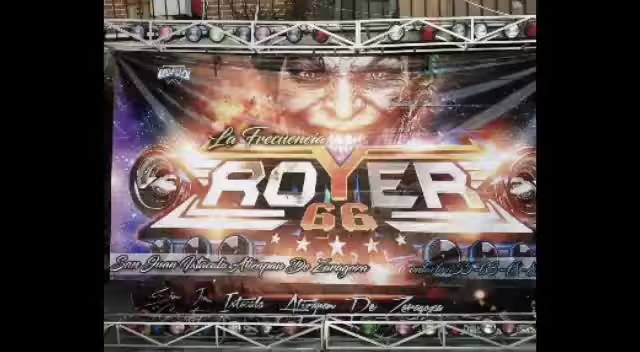 La Frecuencia
ROYER
66
San Juan Ixtacala Atizapan De Zaragoza
San Juan Ixtacala Atizapan De Zaragoza